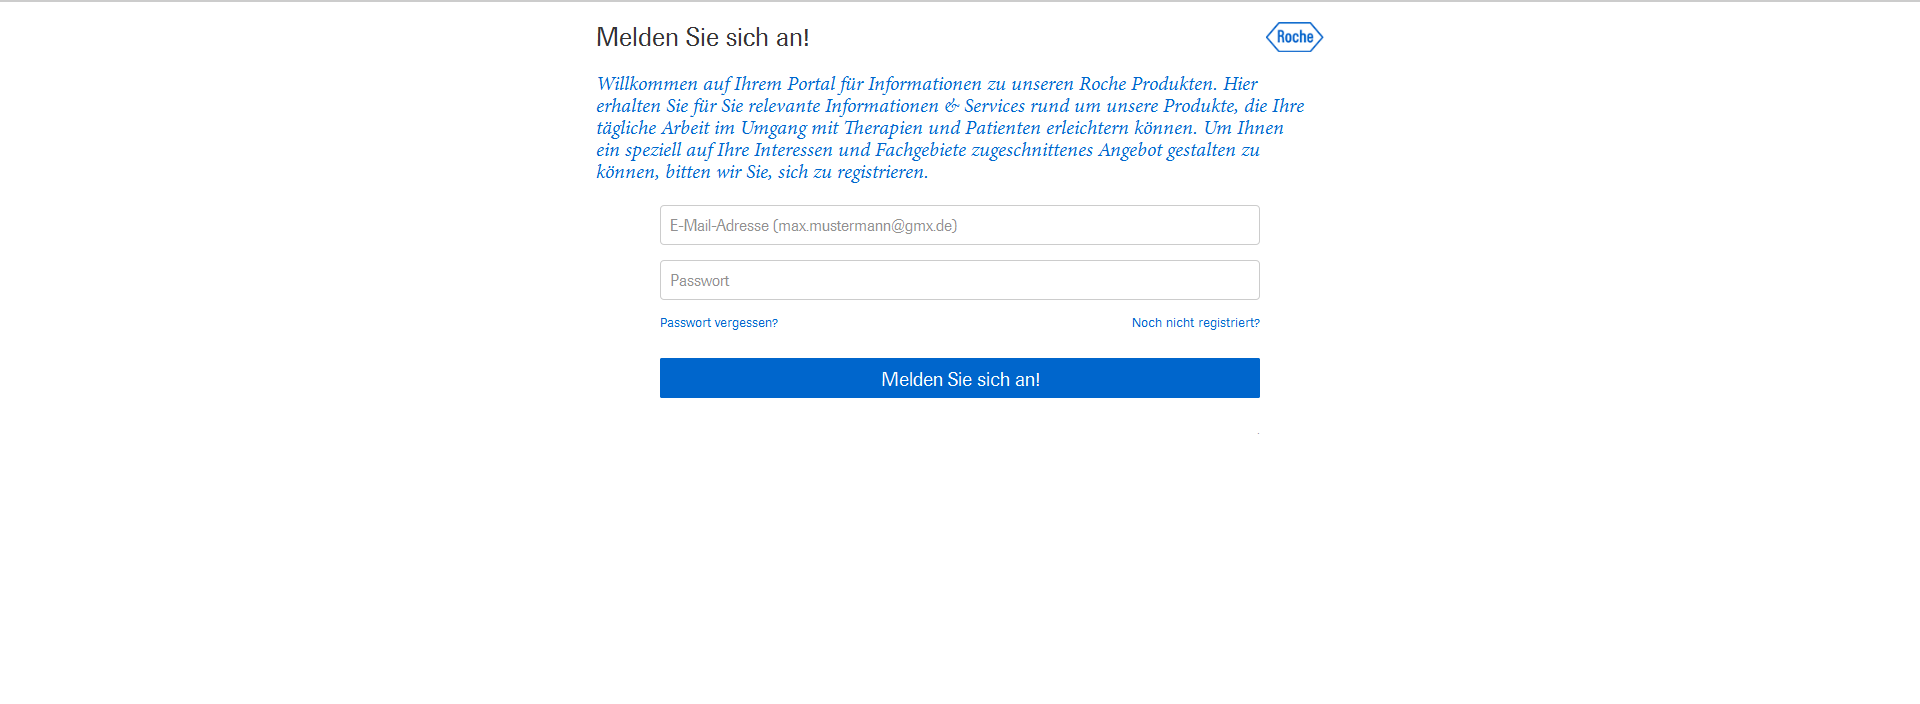 Melden Sie sich an!
Roche
Willkommen auf Ihrem Portal für Informationen zu unseren Roche Produkten. Hier
erhalten Sie für Sie relevante Informationen & Services rund um unsere Produkte, die Ihre
tägliche Arbeit im Umgang mit Therapien und Patienten erleichtern können. Um Ihnen
ein speziell auf Ihre Interessen und Fachgebiete zugeschnittenes Angebot gestalten zu
können, bitten wir Sie, sich zu registrieren.
E-Mail-Adresse (max.mustermann@gmx.de)
Passwort
Passwort vergessen?
Noch nicht registriert?
Melden Sie sich an!